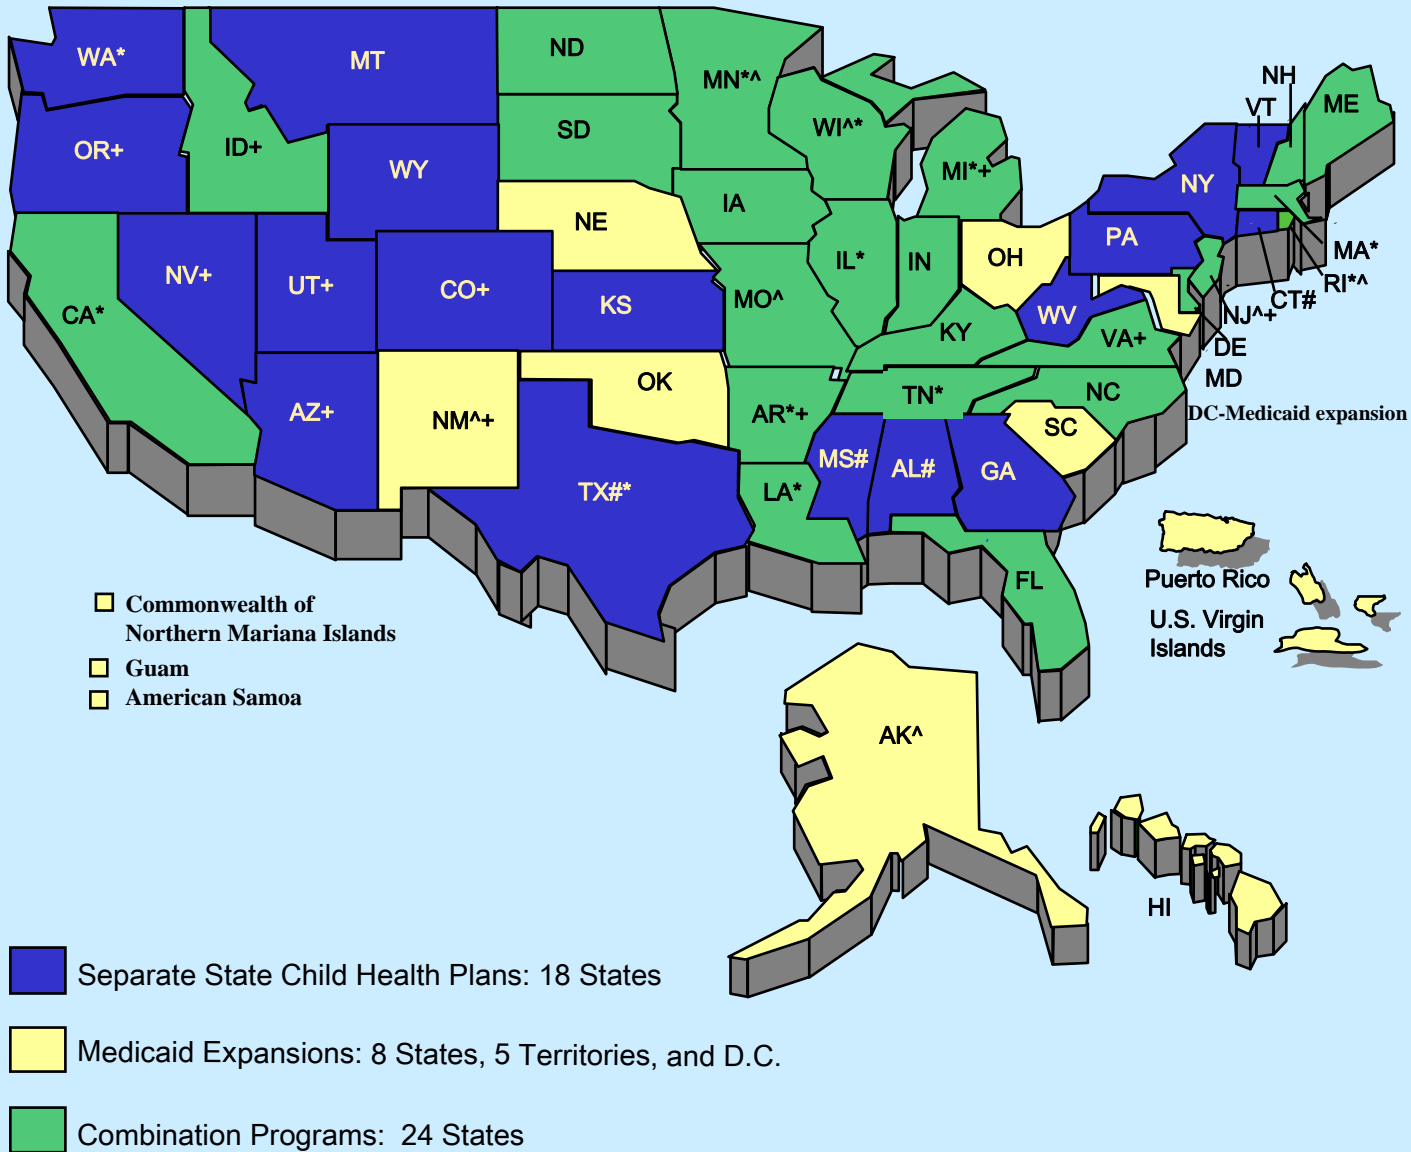 WA*
MT
ND
MN*^
NH
VT
ME
OR+
ID+
SD
WI^*
WY
MI*+
NY
NE
IA
PA
NV+
UT+
CO+
KS
MO^
IL*
IN
OH
WV
MA*
RI*^
CT#
NJ^+
CA*
KY
VA+
DE
MD
AZ+
NM^+
OK
AR*+
TN*
NC
DC-Medicaid expansion
SC
TX#*
LA*
MS#
AL#
GA
FL
Puerto Rico
U.S. Virgin
Islands
Commonwealth of
Northern Mariana Islands
Guam
American Samoa
AK^
HI
Separate State Child Health Plans: 18 States
Medicaid Expansions: 8 States, 5 Territories, and D.C.
Combination Programs: 24 States